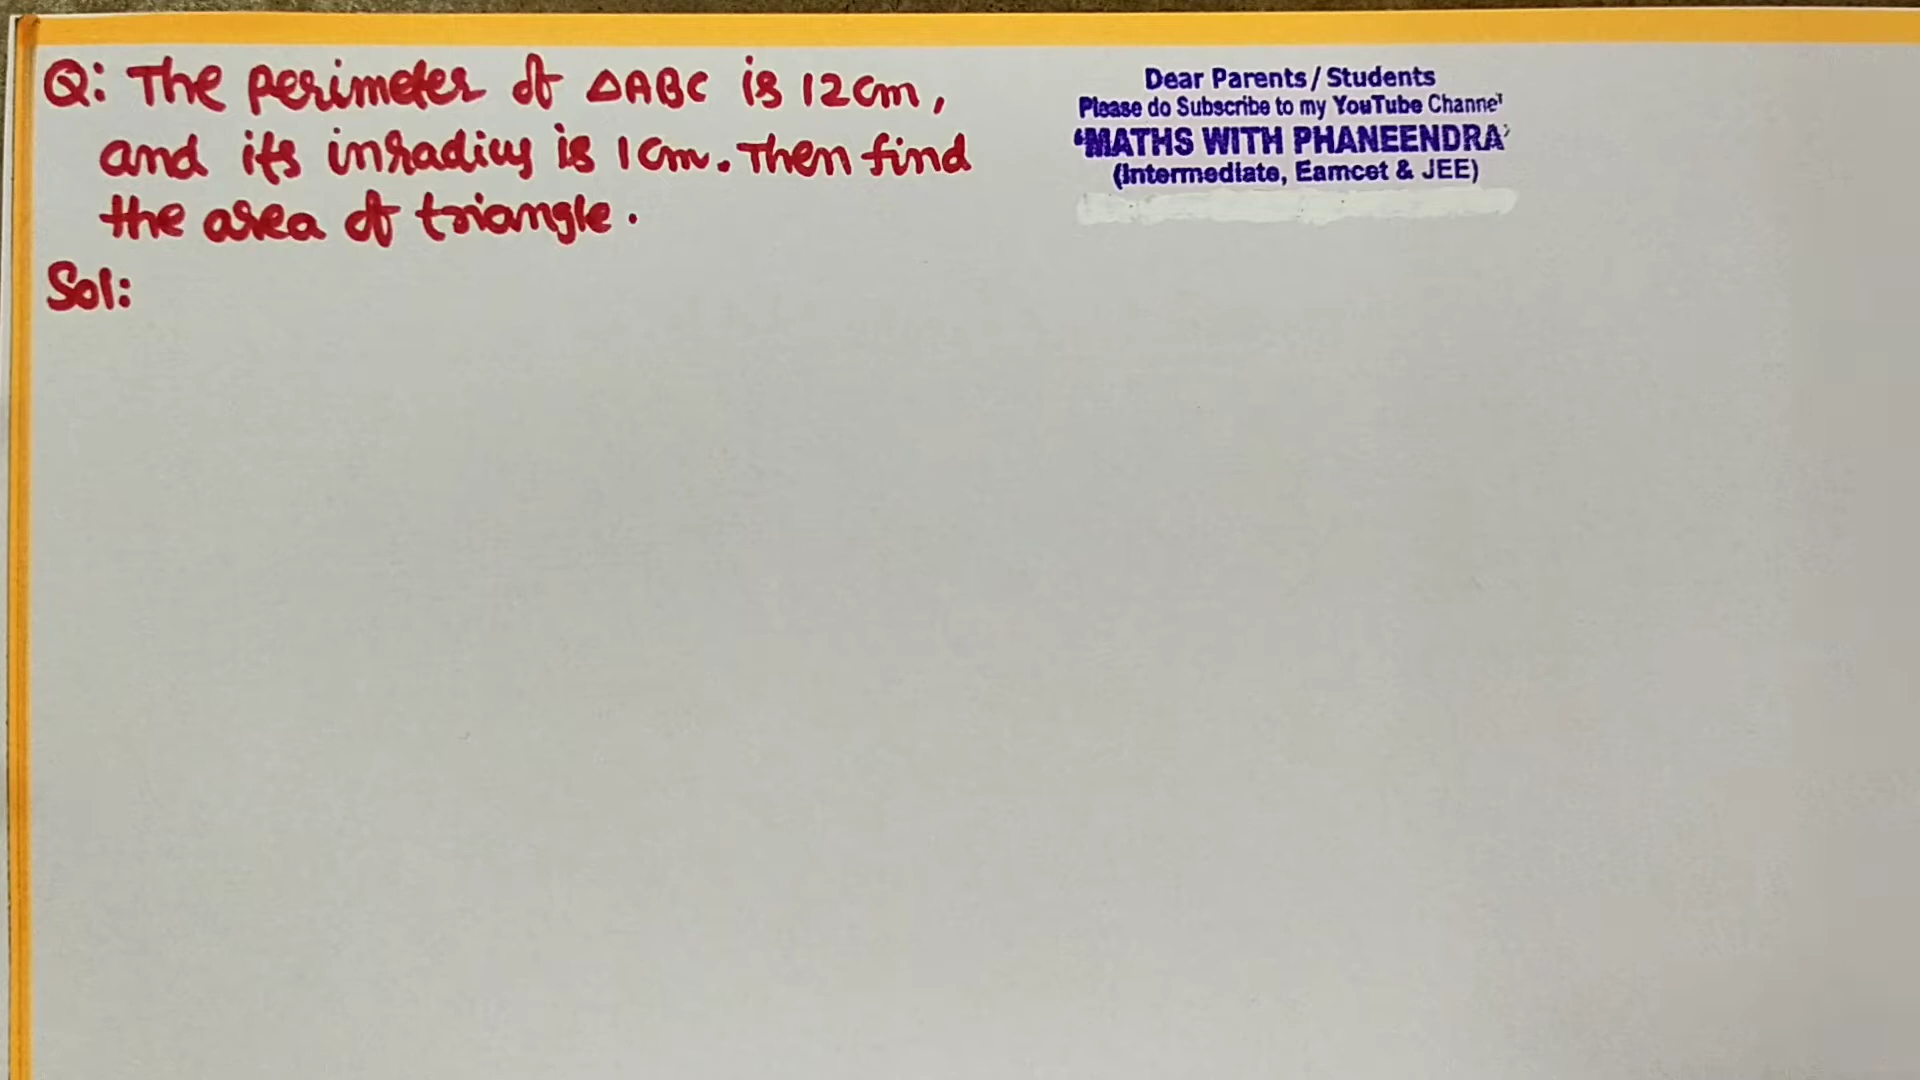 Q: The perimeter of △ABC is 12cm,
and its inradius is 1cm. Then find
the area of triangle.
Sol:
Dear Parents / Students
Please do Subscribe to my YouTube Channel
'MATHS WITH PHANEENDRA'
(Intermediate, Eamcet & JEE)